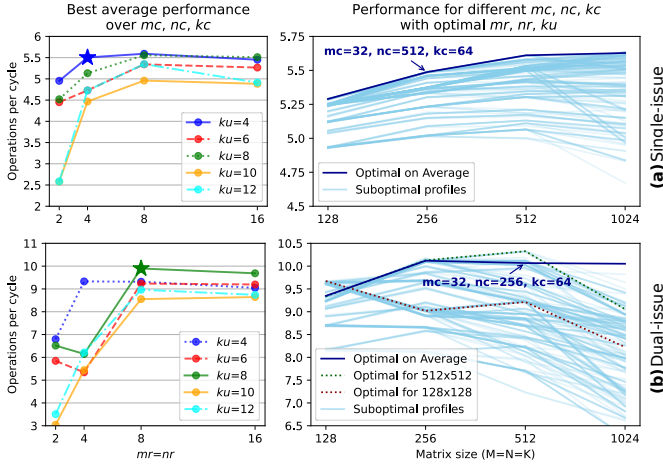 Best average performance
over mc, nc, kc
Operations per cycle
6
5.5
5
4.5
4
3.5
3
2.5
2
2 4 8 16
ku=4
ku=6
ku=8
ku=10
ku=12
Performance for different mc, nc, kc
with optimal mr, nr, ku
mc=32, nc=512, kc=64
5.75
5.50
5.25
5.00
4.75
4.5
128 256 512 1024
Optimal on Average
Suboptimal profiles
(a) Single-issue
Operations per cycle
11
10
9
8
7
6
5
4
3
2 4 8 16
mr=nr
ku=4
ku=6
ku=8
ku=10
ku=12
10.5
10.0
9.5
9.0
8.5
8.0
7.5
7.0
6.5
mc=32, nc=256, kc=64
Optimal on Average
Optimal for 512x512
Optimal for 128x128
Suboptimal profiles
128 256 512 1024
Matrix size (M=N=K)
(b) Dual-issue